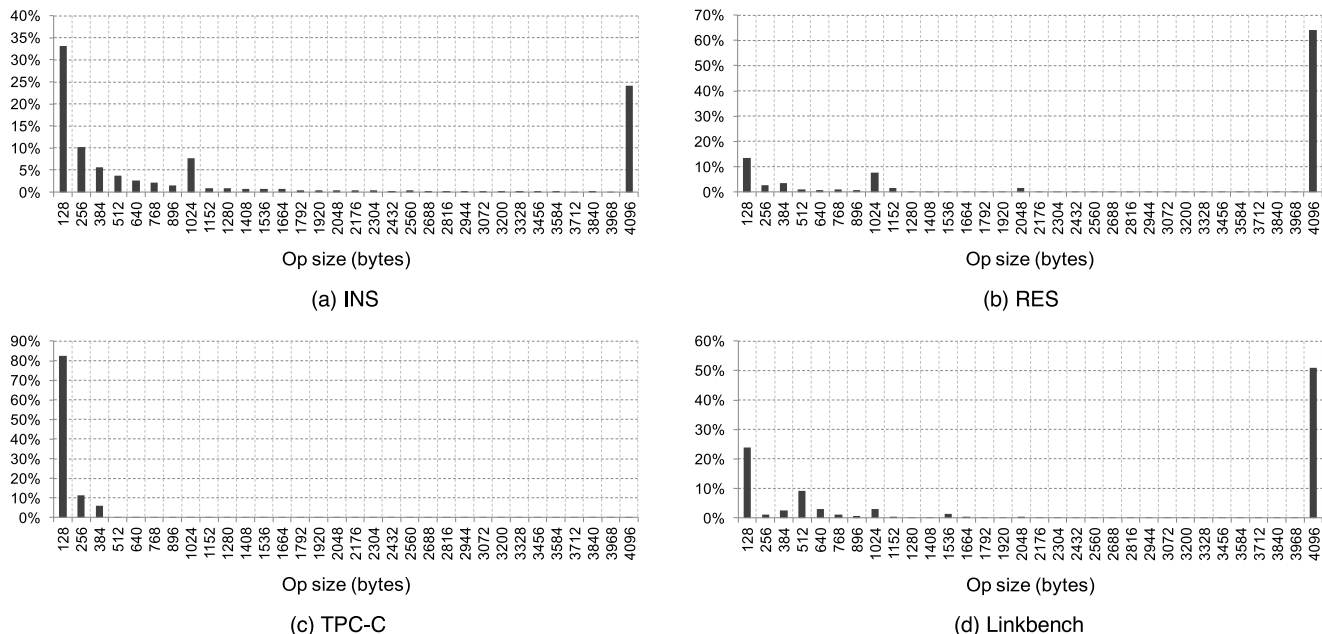 40%
35%
30%
25%
20%
15%
10%
5%
0%
128 256 384 512 640 768 896 1024 1152 1280 1408 1536 1664 1792 1920 2048 2176 2304 2432 2560 2688 2816 2944 3072 3200 3328 3456 3584 3712 3840 3968 4096
Op size (bytes)
(a) INS
70%
60%
50%
40%
30%
20%
10%
0%
128 256 384 512 640 768 896 1024 1152 1280 1408 1536 1664 1792 1920 2048 2176 2304 2432 2560 2688 2816 2944 3072 3200 3328 3456 3584 3712 3840 3968 4096
Op size (bytes)
(b) RES
90%
80%
70%
60%
50%
40%
30%
20%
10%
0%
128 256 384 512 640 768 896 1024 1152 1280 1408 1536 1664 1792 1920 2048 2176 2304 2432 2560 2688 2816 2944 3072 3200 3328 3456 3584 3712 3840 3968 4096
Op size (bytes)
(c) TPC-C
60%
50%
40%
30%
20%
10%
0%
128 256 384 512 640 768 896 1024 1152 1280 1408 1536 1664 1792 1920 2048 2176 2304 2432 2560 2688 2816 2944 3072 3200 3328 3456 3584 3712 3840 3968 4096
Op size (bytes)
(d) Linkbench